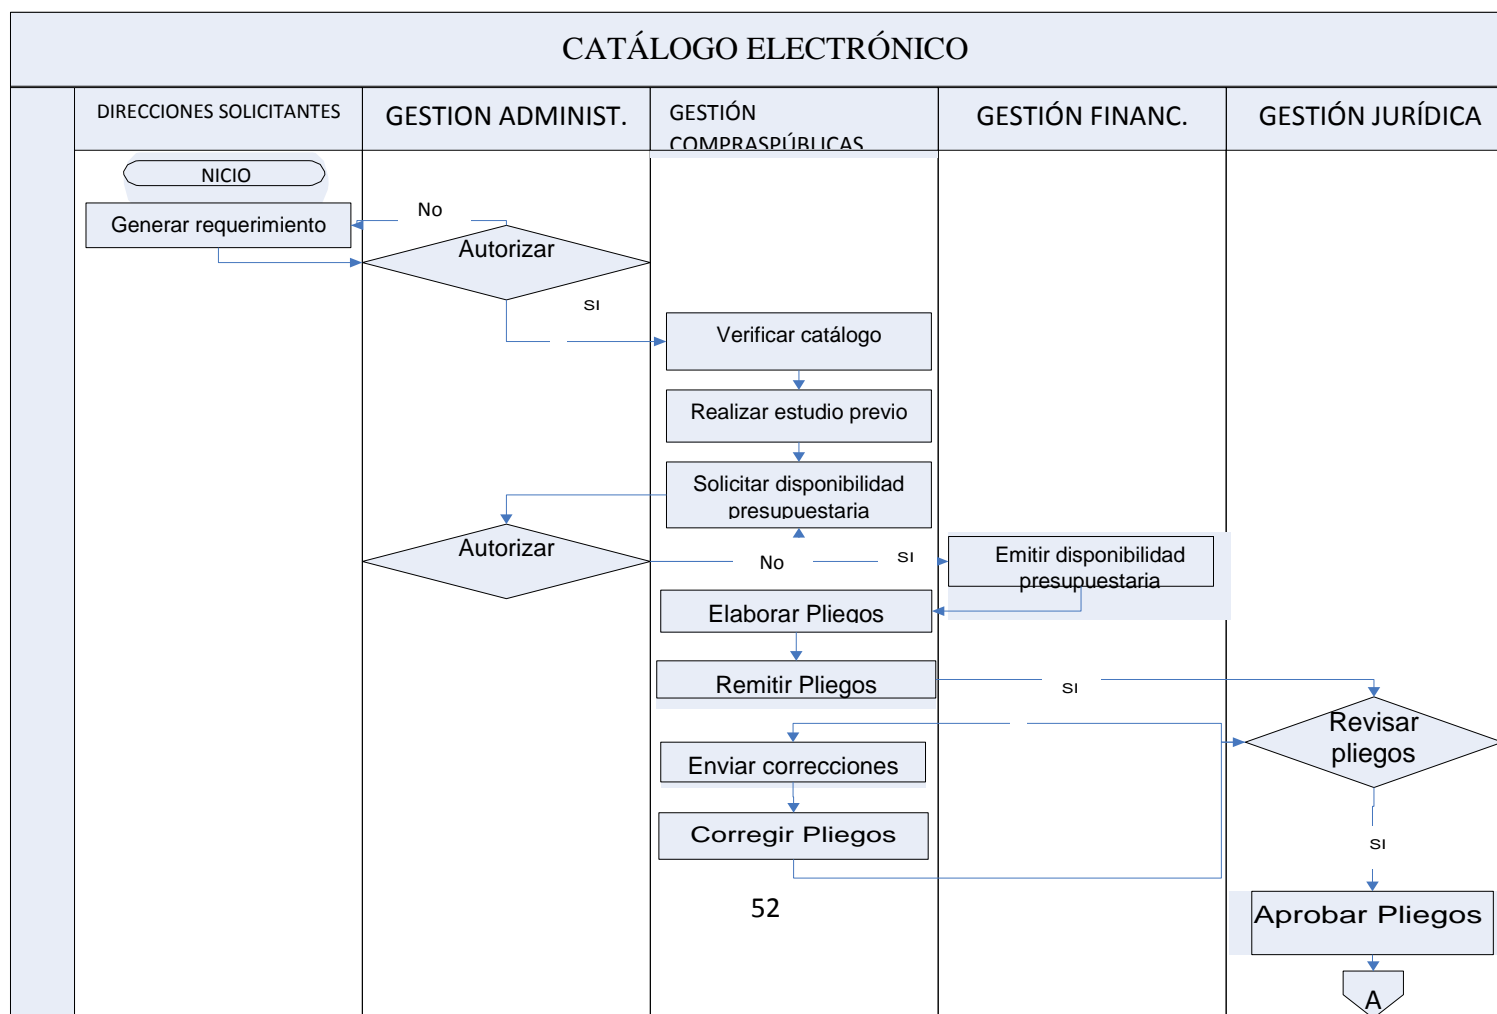 CATÁLOGO ELECTRÓNICO
DIRECCIONES SOLICITANTES
GESTION ADMINIST.
GESTIÓN
COMPRASPÚBLICAS
GESTIÓN FINANC.
GESTIÓN JURÍDICA
NICIO
Generar requerimiento
No
Autorizar
SI
Verificar catálogo
Realizar estudio previo
Solicitar disponibilidad
presupuestaria
Autorizar
No
SI
Emitir disponibilidad
presupuestaria
Elaborar Pliegos
Remitir Pliegos
SI
Revisar
pliegos
Enviar correcciones
Corregir Pliegos
SI
52
Aprobar Pliegos
A